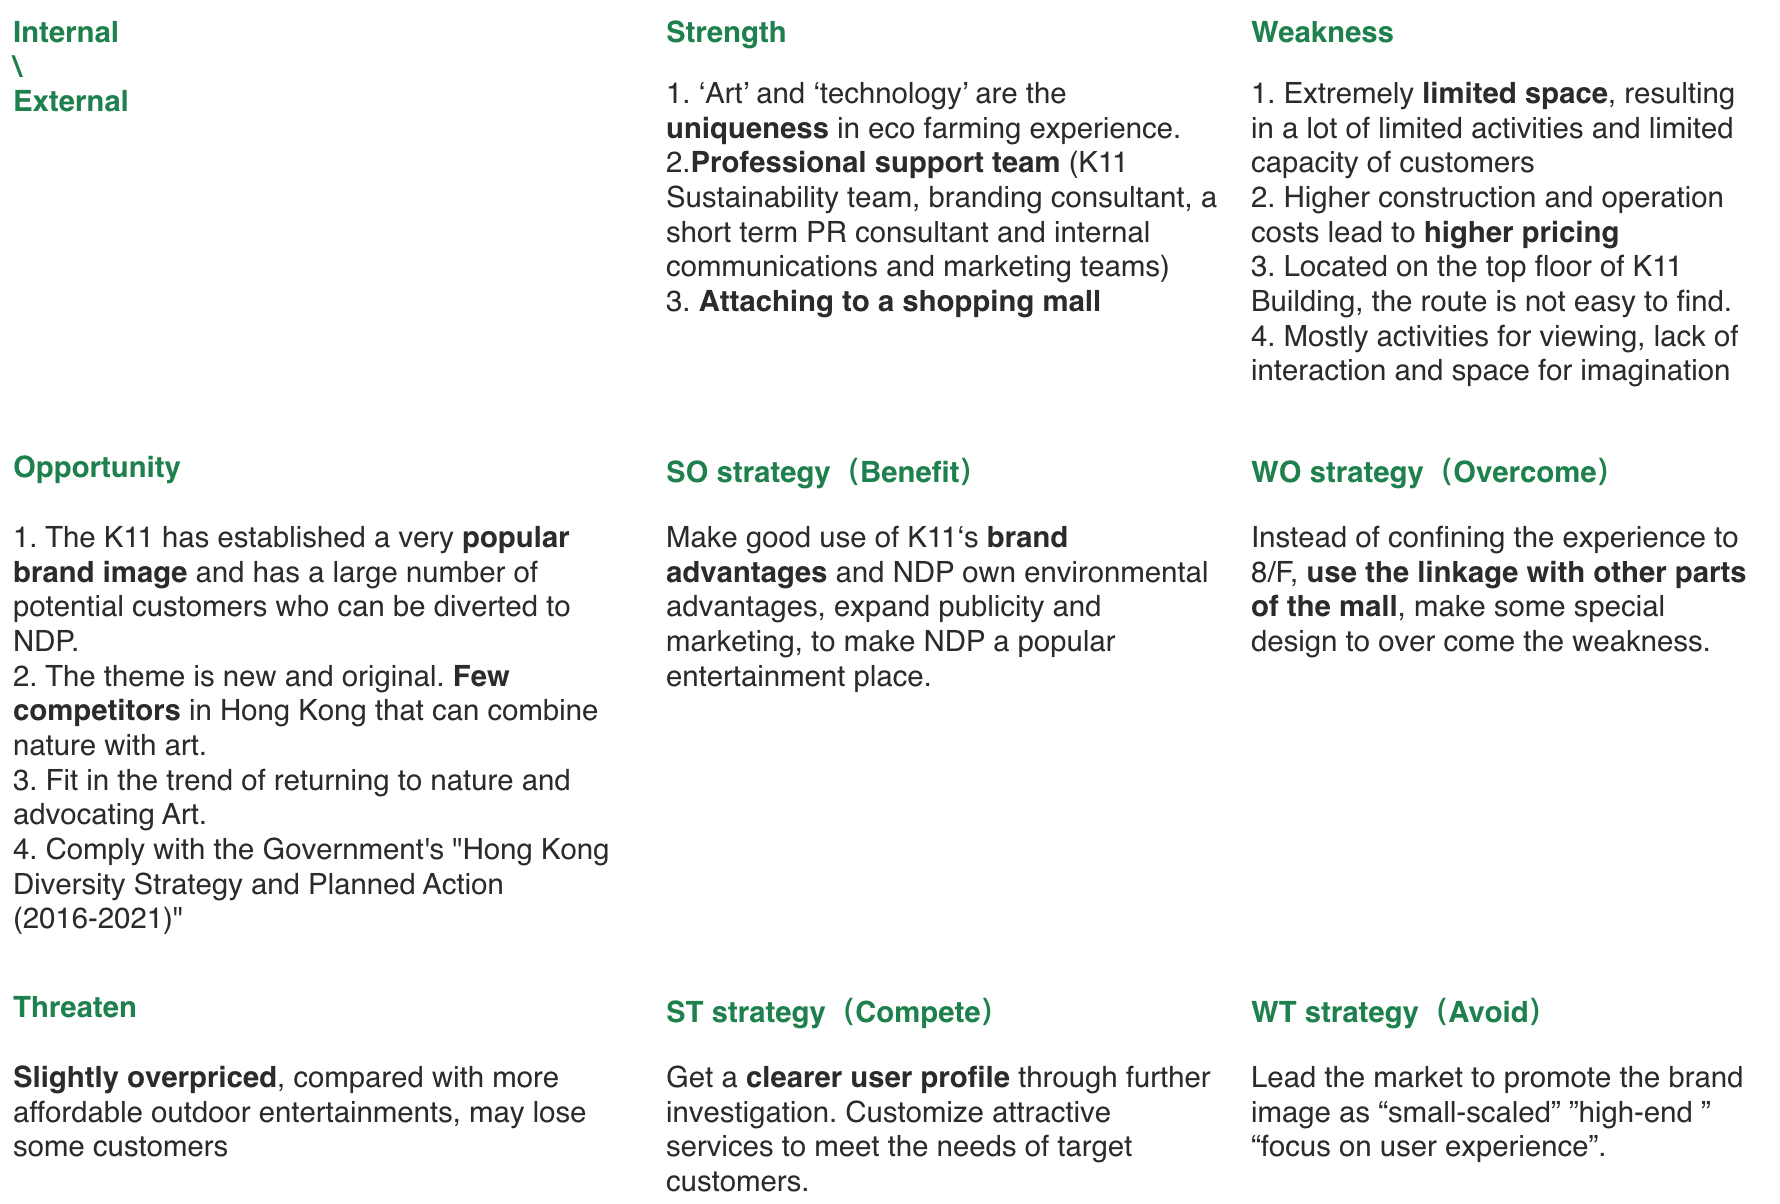 Internal
\
External
Strength
1. ‘Art’ and ‘technology’ are the
uniqueness in eco farming experience.
2.Professional support team (K11
Sustainability team, branding consultant, a
short term PR consultant and internal
communications and marketing teams)
3. Attaching to a shopping mall
Weakness
1. Extremely limited space, resulting
in a lot of limited activities and limited
capacity of customers
2. Higher construction and operation
costs lead to higher pricing
3. Located on the top floor of K11
Building, the route is not easy to find.
4. Mostly activities for viewing, lack of
interaction and space for imagination
Opportunity
1. The K11 has established a very popular
brand image and has a large number of
potential customers who can be diverted to
NDP.
2. The theme is new and original. Few
competitors in Hong Kong that can combine
nature with art.
3. Fit in the trend of returning to nature and
advocating Art.
4. Comply with the Government's "Hong Kong
Diversity Strategy and Planned Action
(2016-2021)"
SO strategy（Benefit）
Make good use of K11‘s brand
advantages and NDP own environmental
advantages, expand publicity and
marketing, to make NDP a popular
entertainment place.
WO strategy（Overcome）
Instead of confining the experience to
8/F, use the linkage with other parts
of the mall, make some special
design to over come the weakness.
Threaten
Slightly overpriced, compared with more
affordable outdoor entertainments, may lose
some customers
ST strategy（Compete）
Get a clearer user profile through further
investigation. Customize attractive
services to meet the needs of target
customers.
WT strategy（Avoid）
Lead the market to promote the brand
image as “small-scaled” ”high-end ”
“focus on user experience”.